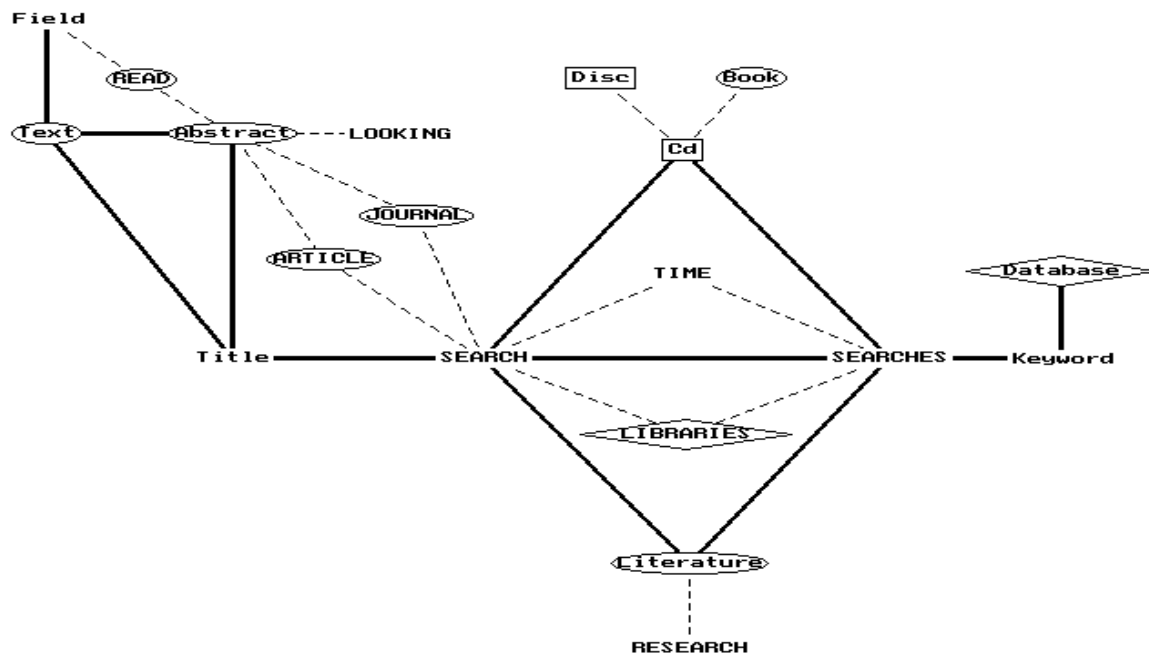 Field
READ
Disc
Book
Text
Abstract
LOOKING
Cd
JOURNAL
ARTICLE
TIME
Database
Title
SEARCH
SEARCHES
Keyword
LIBRARIES
Literature
RESEARCH